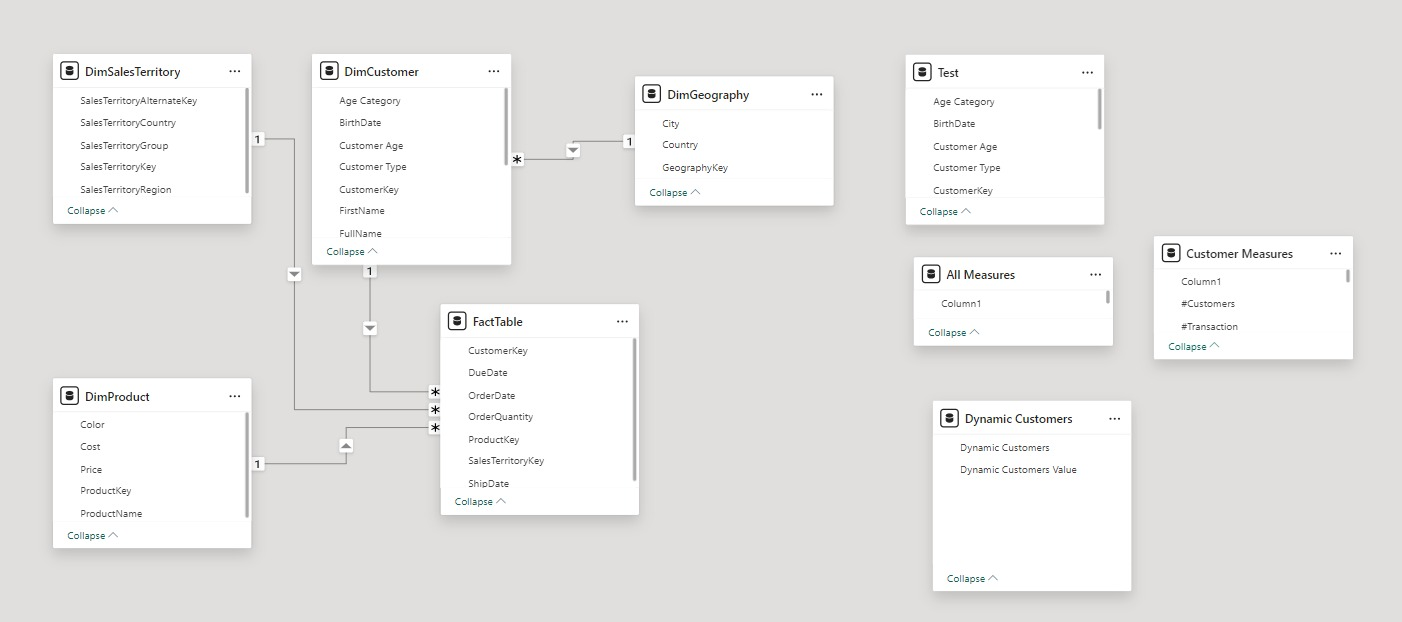 DimSalesTerritory
SalesTerritoryAlternateKey
SalesTerritoryCountry
SalesTerritoryGroup
SalesTerritoryKey
SalesTerritoryRegion
Collapse
1
DimCustomer
Age Category
BirthDate
Customer Age
Customer Type
CustomerKey
FirstName
FullName
Collapse
*
1
1
DimGeography
City
Country
GeographyKey
Collapse
Test
Age Category
BirthDate
Customer Age
Customer Type
CustomerKey
Collapse
All Measures
Column1
Collapse
Customer Measures
Column1
#Customers
#Transaction
Collapse
FactTable
CustomerKey
DueDate
OrderDate
OrderQuantity
ProductKey
SalesTerritoryKey
ShipDate
Collapse
*
*
*
DimProduct
Color
Cost
Price
ProductKey
ProductName
Collapse
1
Dynamic Customers
Dynamic Customers
Dynamic Customers Value
Collapse